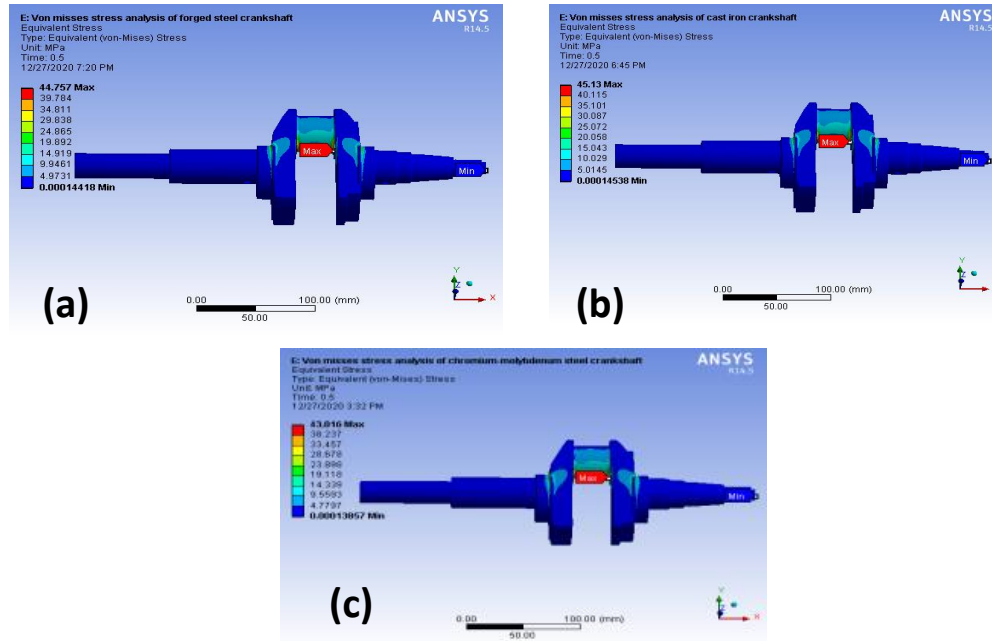 E: Von misses stress analysis of forged steel crankshaft
Equivalent Stress
Type: Equivalent (von-Mises) Stress
Unit: MPa
Time: 0.5
12/27/2020 7:20 PM
ANSYS
R14.5
44.757 Max
39.784
34.811
29.838
24.865
19.892
14.919
9.9461
4.9731
0.00014418 Min
Max
Min
(a)
0.00
100.00 (mm)
50.00
Y
Z
X
E: Von misses stress analysis of cast iron crankshaft
Equivalent Stress
Type: Equivalent (von-Mises) Stress
Unit: MPa
Time: 0.5
12/27/2020 6:45 PM
ANSYS
R14.5
45.13 Max
40.115
35.101
30.087
25.072
20.058
15.043
10.029
5.0145
0.00014538 Min
Max
Min
(b)
0.00
100.00 (mm)
50.00
Y
Z
X
E: Von misses stress analysis of chromium-molybdenum steel crankshaft
Equivalent Stress
Type: Equivalent (von-Mises) Stress
Unit: MPa
Time: 0.5
12/27/2020 3:32 PM
ANSYS
R14.5
43.016 Max
38.237
33.457
28.678
23.898
19.118
14.339
9.5593
4.7797
0.00013857 Min
Max
Min
(c)
0.00
100.00 (mm)
50.00
Y
Z
X